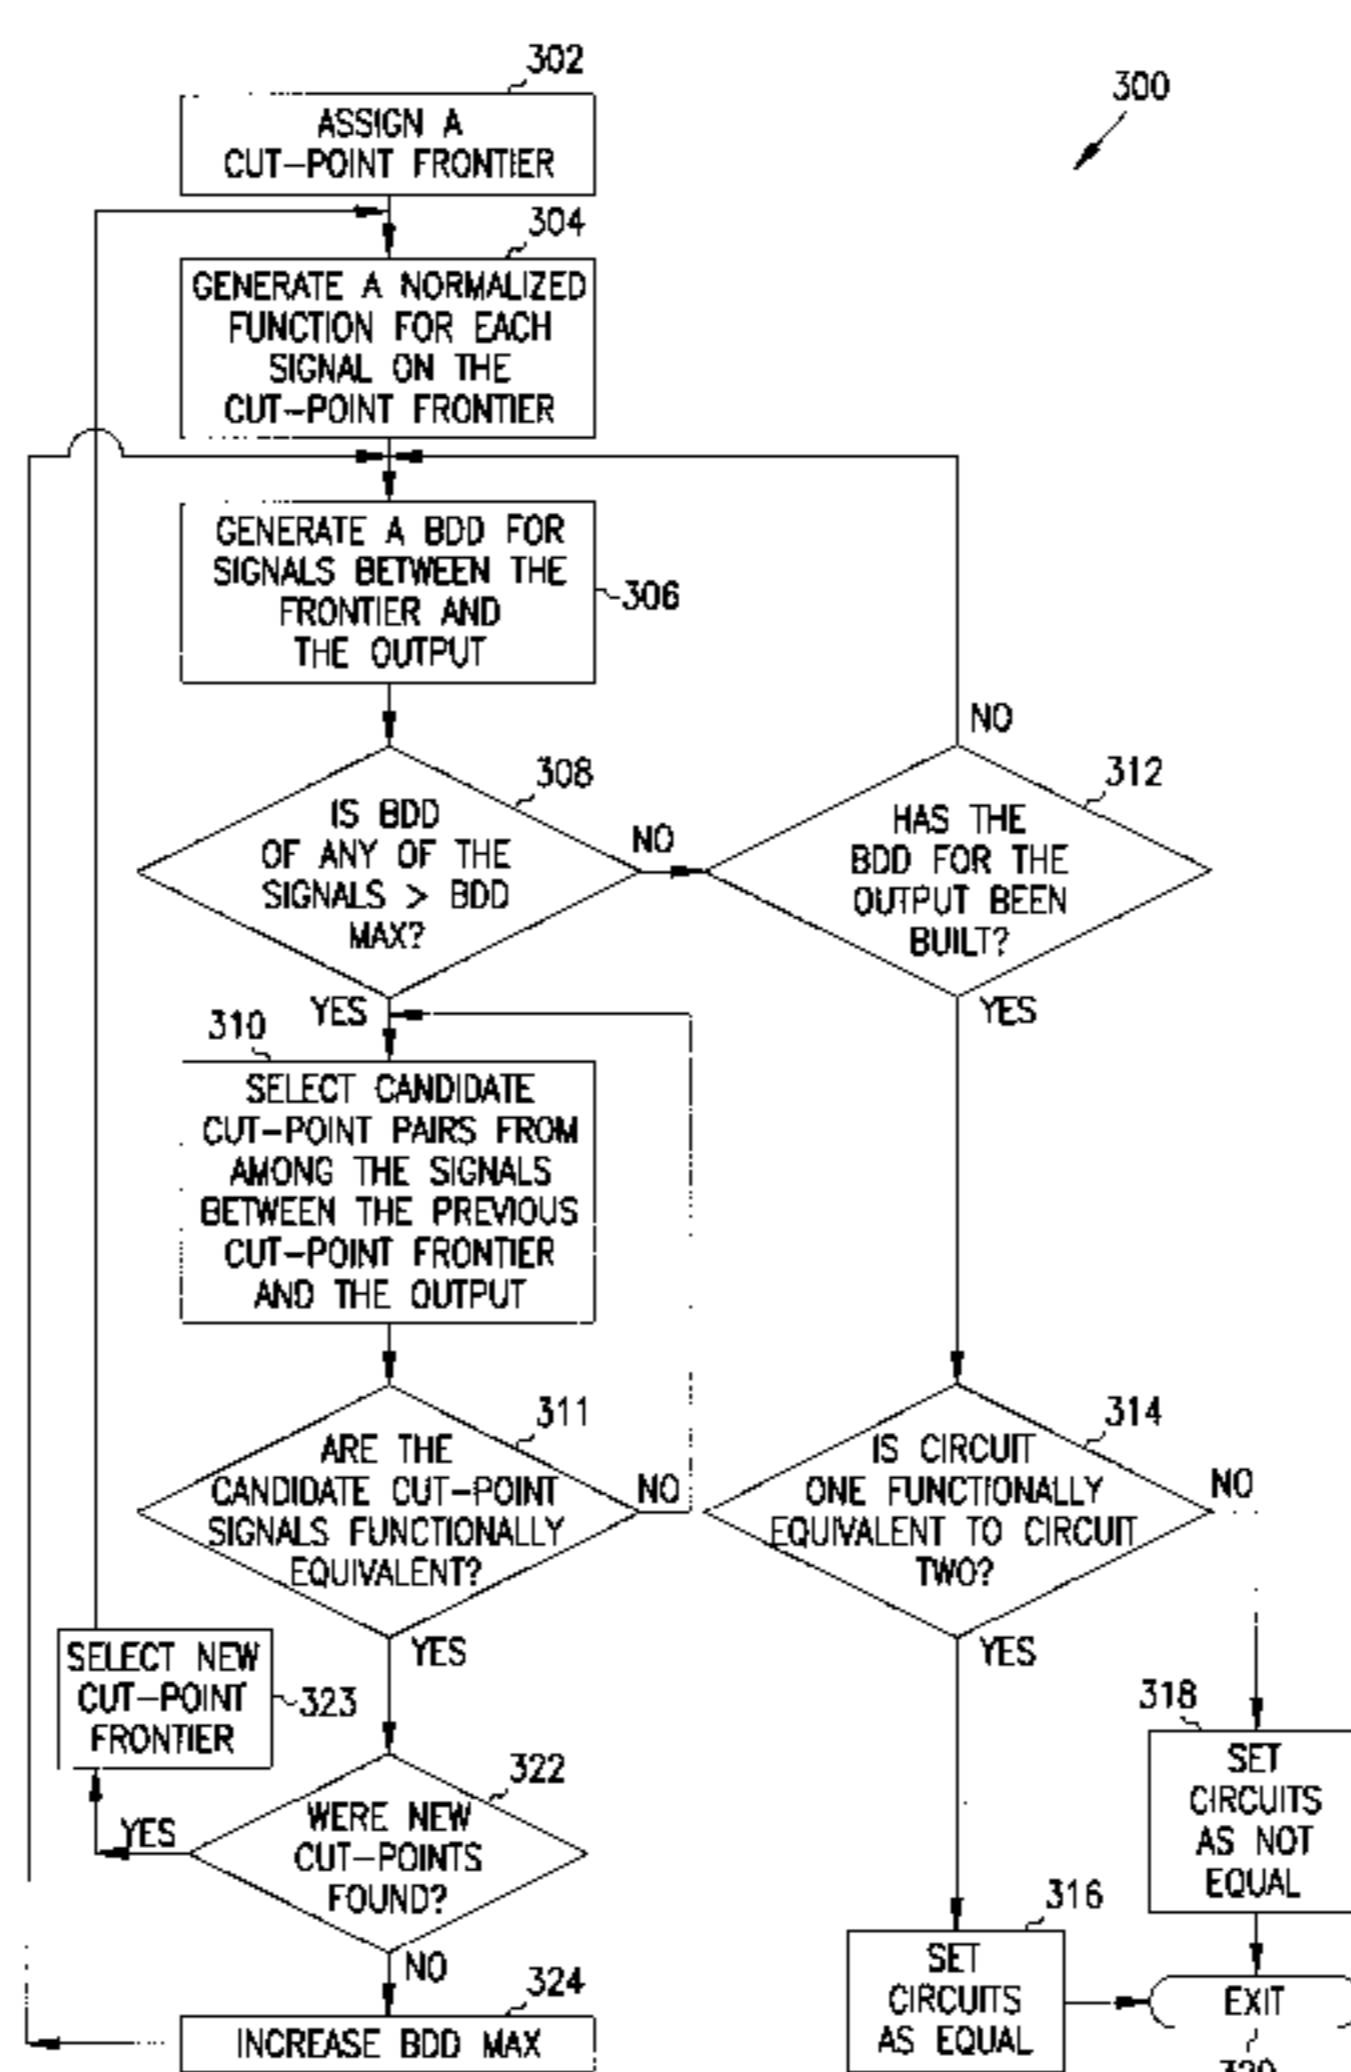 302
300
ASSIGN A
CUT-POINT FRONTIER
304
GENERATE A NORMALIZED
FUNCTION FOR EACH
SIGNAL ON THE
CUT-POINT FRONTIER
GENERATE A BDD FOR
SIGNALS BETWEEN THE
FRONTIER AND
THE OUTPUT
306
NO
308
312
IS BDD
OF ANY OF THE
SIGNALS > BDD
MAX?
NO
HAS THE
BDD FOR THE
OUTPUT BEEN
BUILT?
YES
YES
310
SELECT CANDIDATE
CUT-POINT PAIRS FROM
AMONG THE SIGNALS
BETWEEN THE PREVIOUS
CUT-POINT FRONTIER
AND THE OUTPUT
311
314
ARE THE
CANDIDATE CUT-POINT
SIGNALS FUNCTIONALLY
EQUIVALENT?
NO
IS CIRCUIT
ONE FUNCTIONALLY
EQUIVALENT TO CIRCUIT
TWO?
NO
YES
YES
SELECT NEW
CUT-POINT
FRONTIER
323
318
SET
CIRCUITS
AS NOT
EQUAL
322
WERE NEW
CUT-POINTS
FOUND?
YES
NO
316
SET
CIRCUITS
AS EQUAL
EXIT
324
INCREASE BDD MAX